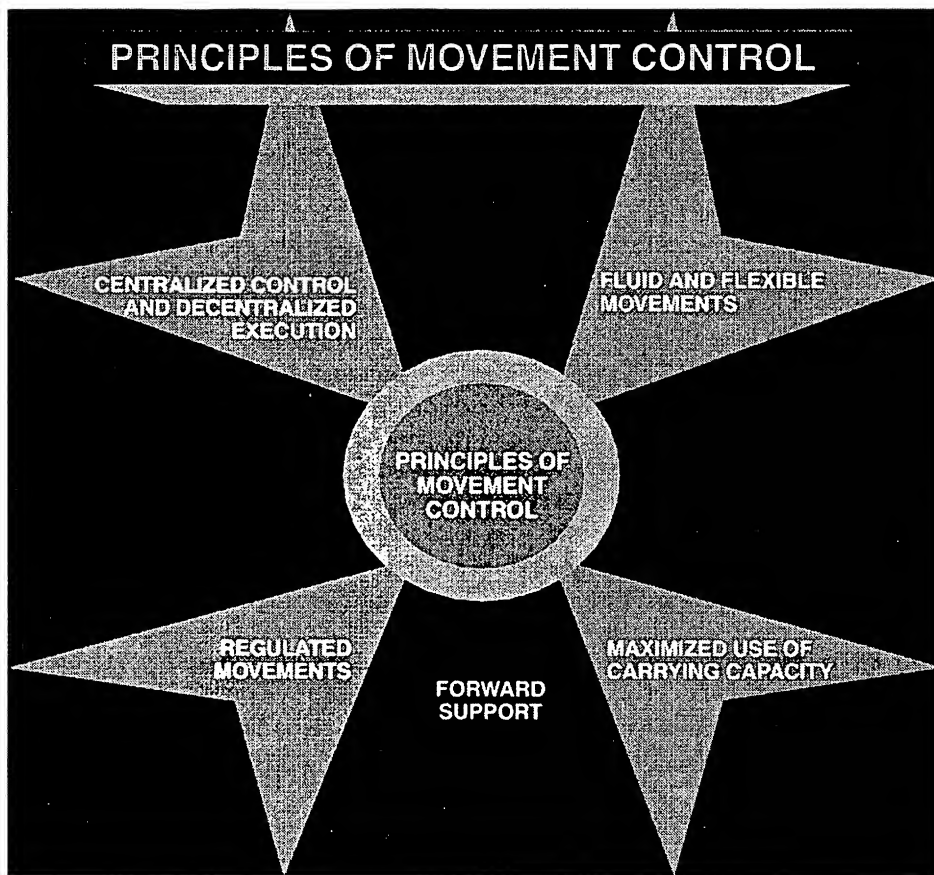 PRINCIPLES OF MOVEMENT CONTROL
CENTRALIZED CONTROL
AND DECENTRALIZED
EXECUTION
FLUID AND FLEXIBLE
MOVEMENTS
PRINCIPLES OF
MOVEMENT
CONTROL
REGULATED
MOVEMENTS
MAXIMIZED USE OF
CARRYING CAPACITY
FORWARD
SUPPORT